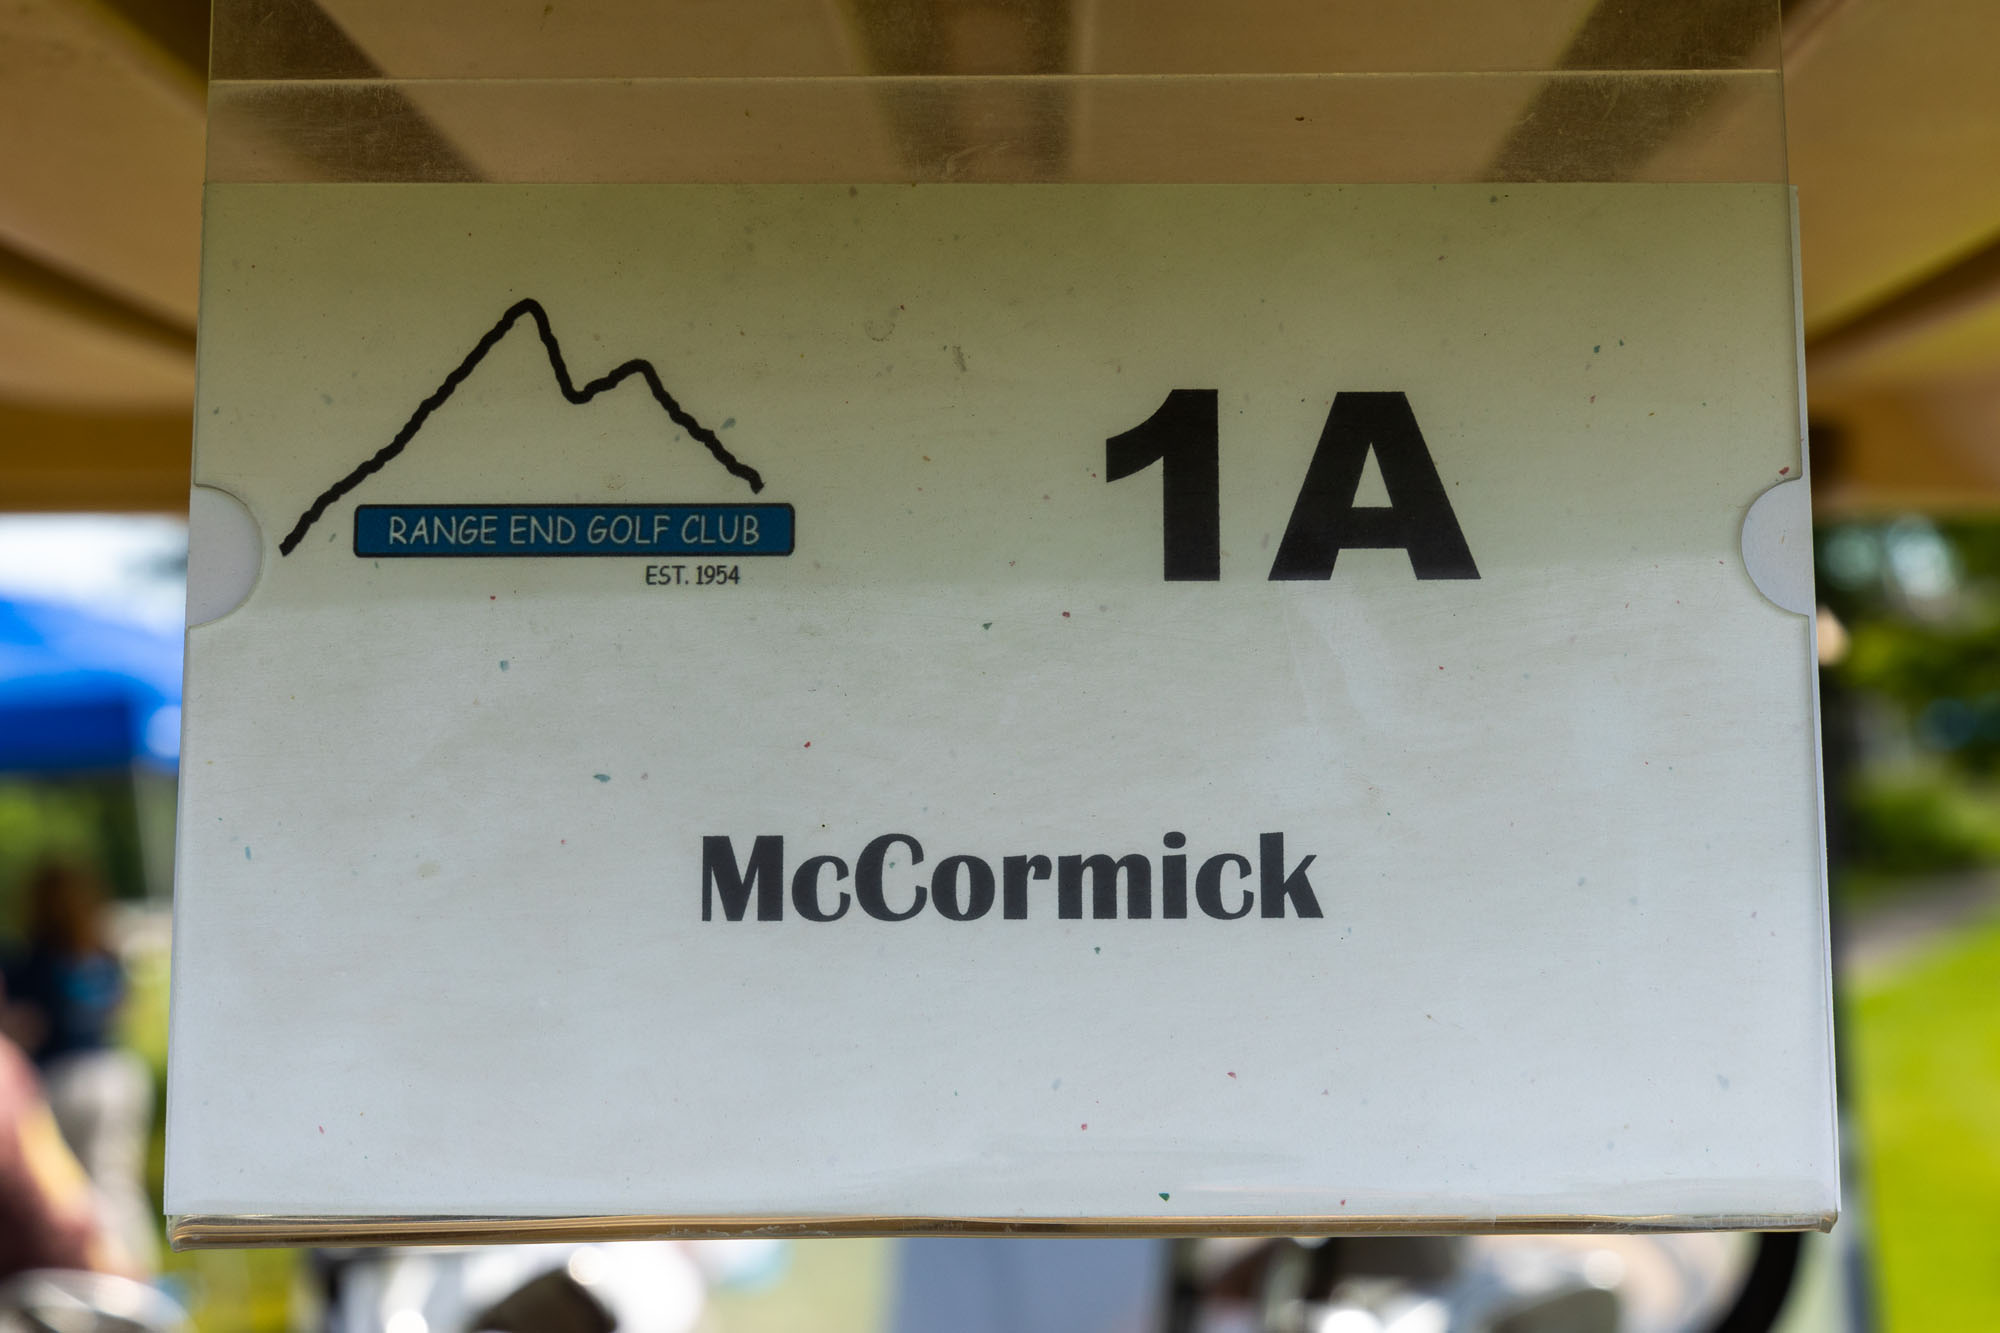 RANGE END GOLF CLUB
EST. 1954
1A
McCormick